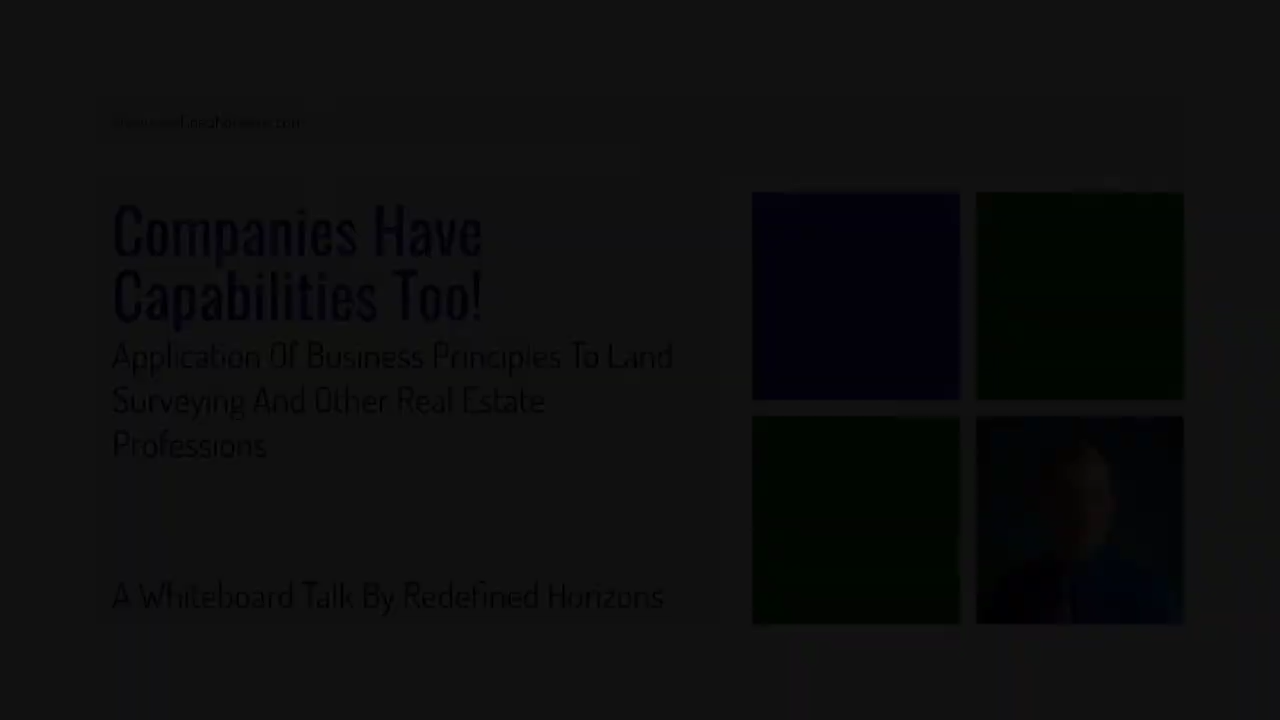 Companies Have
Capabilities Too!
Application Of Business Principles To Land
Surveying And Other Real Estate
Professions
A Whiteboard Talk By Redefined Horizons